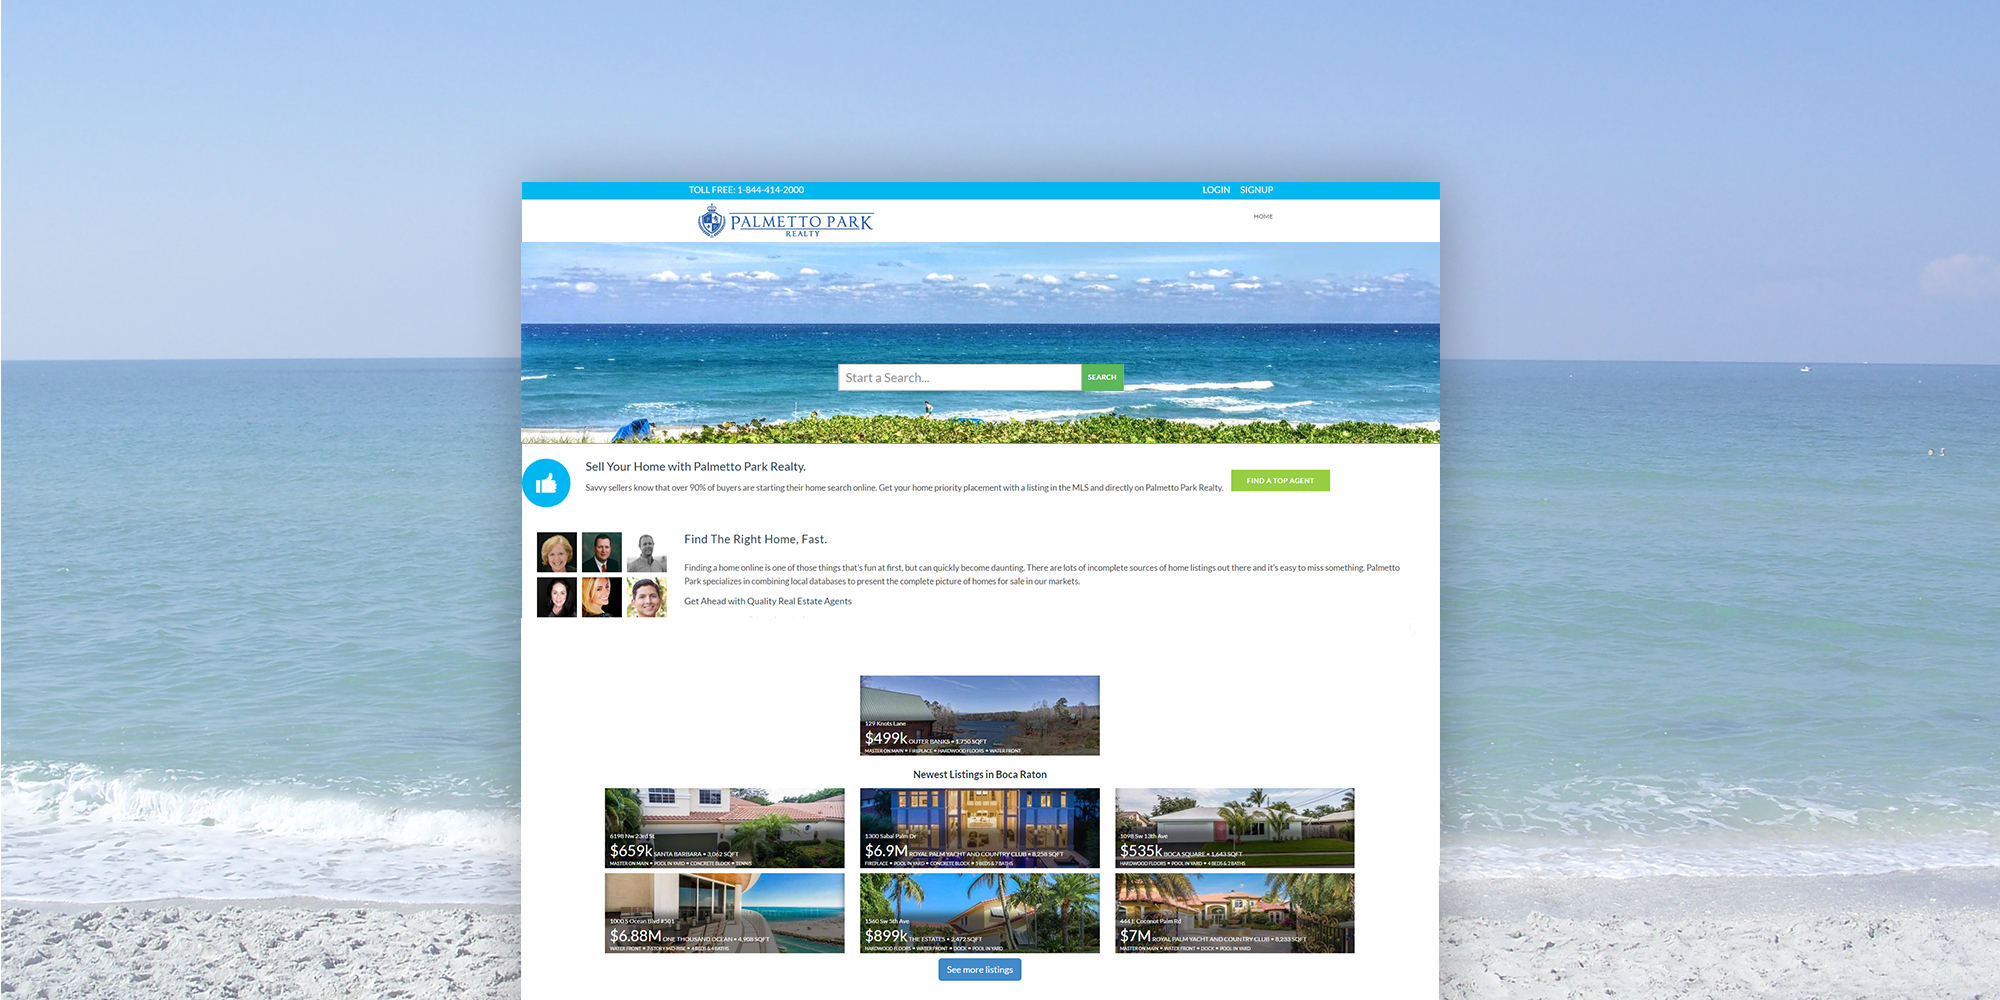 TOLL FREE: 1-844-414-2000
LOGIN SIGNUP
PALMETTO PARK
REALTY
HOME
Start a Search...
SEARCH
Sell Your Home with Palmetto Park Realty.
Savvy sellers know that over 90% of buyers are starting their home search online. Get your home priority placement with a listing in the MLS and directly on Palmetto Park Realty.
FIND A TOP AGENT
Find The Right Home, Fast.
Finding a home online is one of those things that's fun at first, but can quickly become daunting. There are lots of incomplete sources of home listings out there and it's easy to miss something. Palmetto
Park specializes in combining local databases to present the complete picture of homes for sale in our markets.
Get Ahead with Quality Real Estate Agents
129 Knots Lane
$499k OUTER BANKS • 1,750 SQFT
MASTER ON MAIN • FIREPLACE • HARDWOOD FLOORS • WATER FRONT
Newest Listings in Boca Raton
6198 Nw 23rd St
$659k SANTA BARBARA • 3,062 SQFT
MASTER ON MAIN • POOL IN YARD • CONCRETE BLOCK • TENNIS
1300 Sabal Palm Dr
$6.9M ROYAL PALM YACHT AND COUNTRY CLUB • 8,258 SQFT
FIREPLACE • POOL IN YARD • CONCRETE BLOCK • 5 BEDS & 7 BATHS
1098 Sw 13th Ave
$535k BOCA SQUARE • 1,643 SQFT
HARDWOOD FLOORS • POOL IN YARD • 4 BEDS & 2 BATHS
1000 S Ocean Blvd #501
$6.88M ONE THOUSAND OCEAN • 4,908 SQFT
WATER FRONT • 7 STORY MID-RISE • 4 BEDS & 4 BATHS
1360 Sw 5th Ave
$899k THE ESTATES • 2,472 SQFT
HARDWOOD FLOORS • WATER FRONT • DOCK • POOL IN YARD
4441 Coconut Palm Rd
$7M ROYAL PALM YACHT AND COUNTRY CLUB • 8,233 SQFT
MASTER ON MAIN • WATER FRONT • DOCK • POOL IN YARD
See more listings